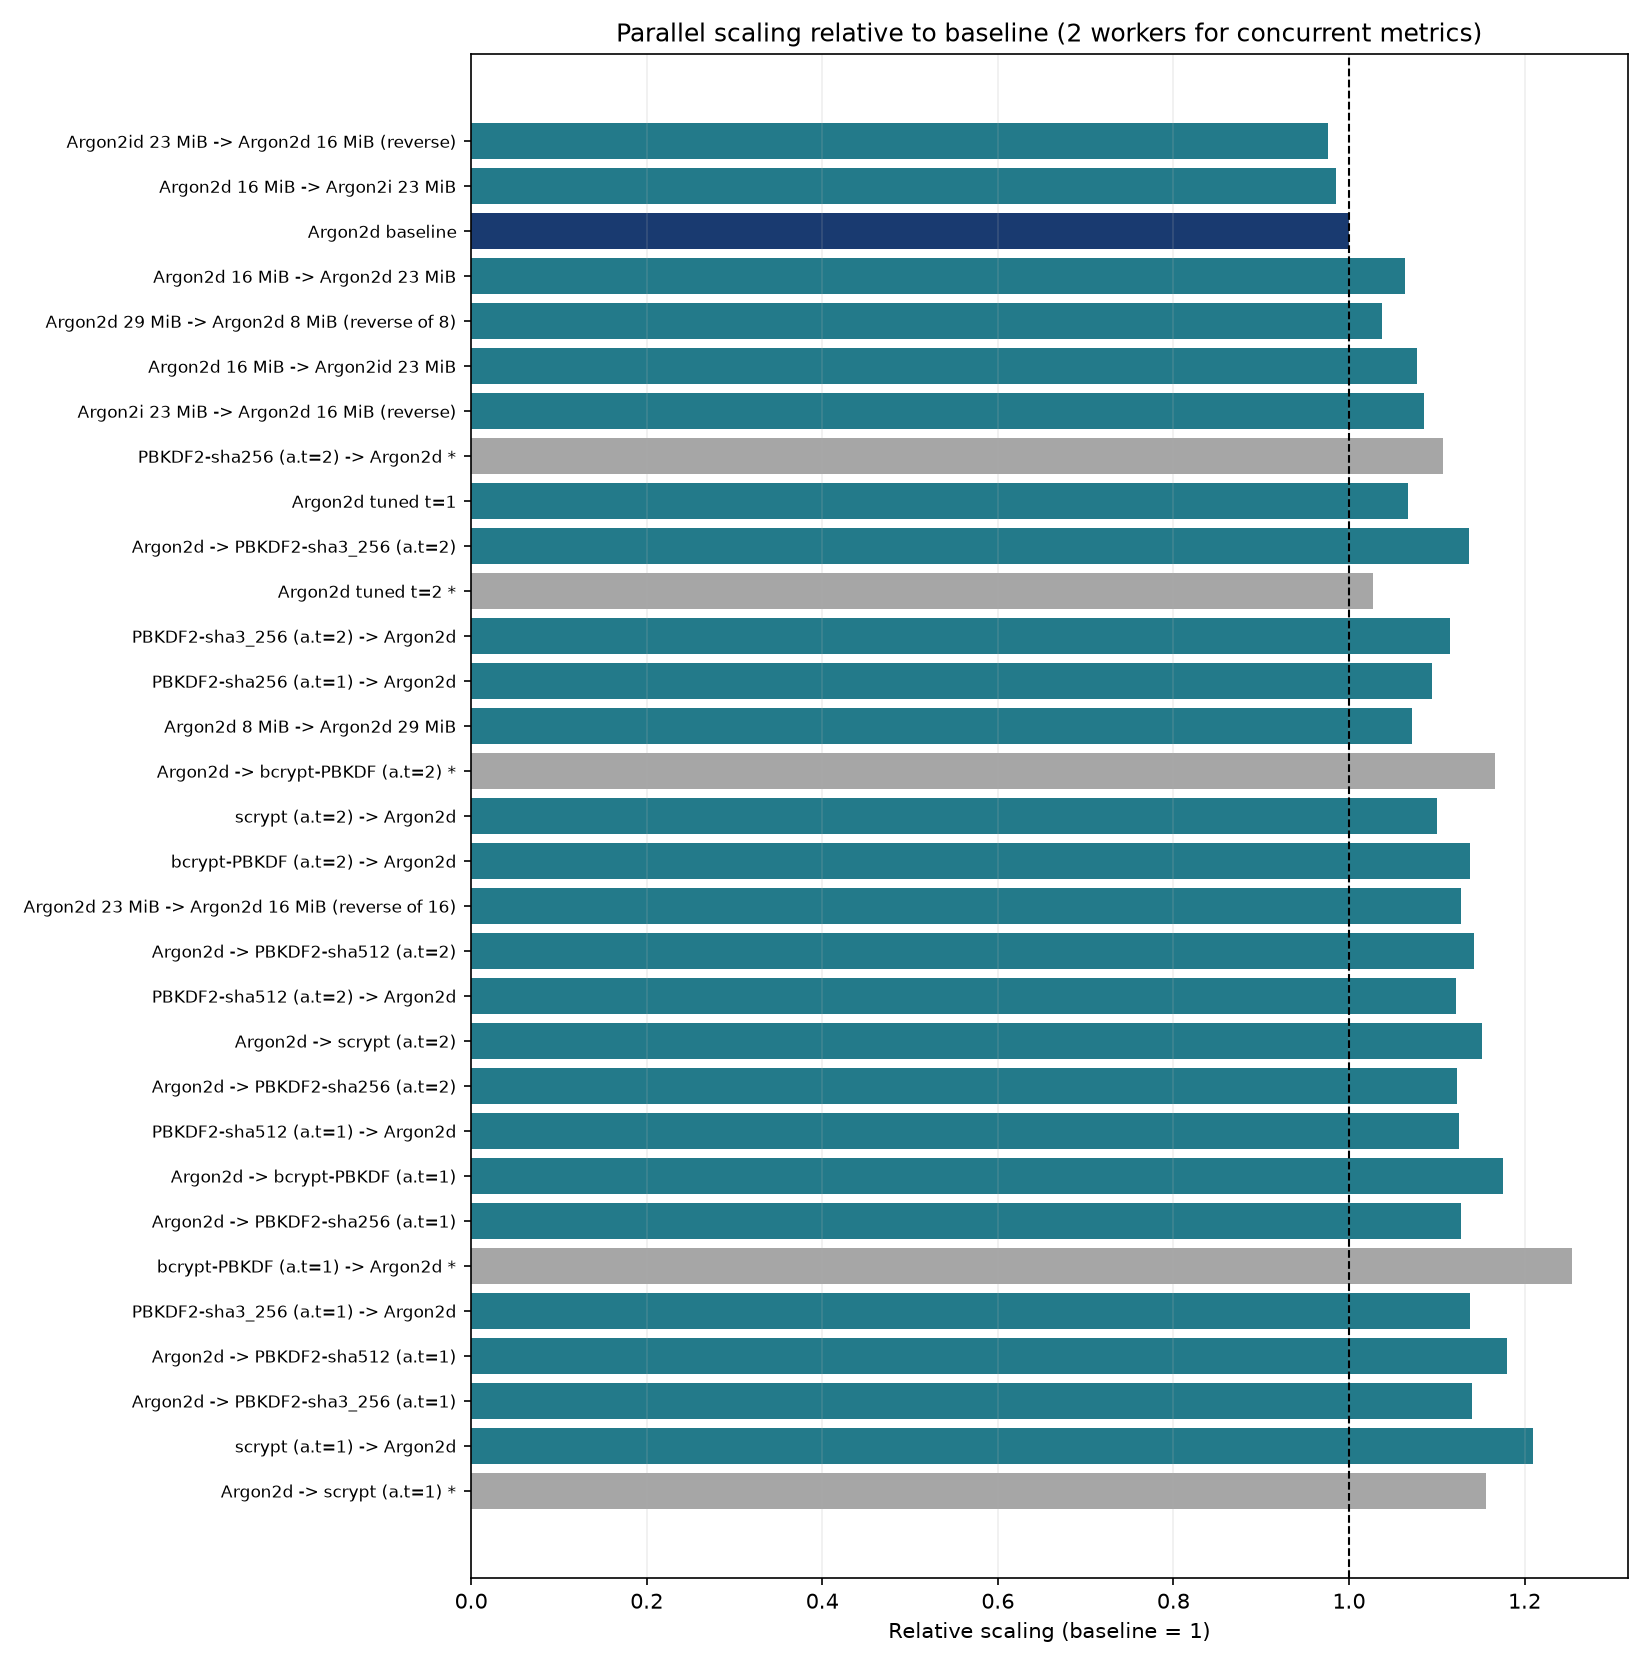 Parallel scaling relative to baseline (2 workers for concurrent metrics)
Argon2id 23 MiB -> Argon2d 16 MiB (reverse)
Argon2d 16 MiB -> Argon2i 23 MiB
Argon2d baseline
Argon2d 16 MiB -> Argon2d 23 MiB
Argon2d 29 MiB -> Argon2d 8 MiB (reverse of 8)
Argon2d 16 MiB -> Argon2id 23 MiB
Argon2i 23 MiB -> Argon2d 16 MiB (reverse)
PBKDF2-sha256 (a.t=2) -> Argon2d *
Argon2d tuned t=1
Argon2d -> PBKDF2-sha3_256 (a.t=2)
Argon2d tuned t=2 *
PBKDF2-sha3_256 (a.t=2) -> Argon2d
PBKDF2-sha256 (a.t=1) -> Argon2d
Argon2d 8 MiB -> Argon2d 29 MiB
Argon2d -> bcrypt-PBKDF (a.t=2) *
scrypt (a.t=2) -> Argon2d
bcrypt-PBKDF (a.t=2) -> Argon2d
Argon2d 23 MiB -> Argon2d 16 MiB (reverse of 16)
Argon2d -> PBKDF2-sha512 (a.t=2)
PBKDF2-sha512 (a.t=2) -> Argon2d
Argon2d -> scrypt (a.t=2)
Argon2d -> PBKDF2-sha256 (a.t=2)
PBKDF2-sha512 (a.t=1) -> Argon2d
Argon2d -> bcrypt-PBKDF (a.t=1)
Argon2d -> PBKDF2-sha256 (a.t=1)
bcrypt-PBKDF (a.t=1) -> Argon2d *
PBKDF2-sha3_256 (a.t=1) -> Argon2d
Argon2d -> PBKDF2-sha512 (a.t=1)
Argon2d -> PBKDF2-sha3_256 (a.t=1)
scrypt (a.t=1) -> Argon2d
Argon2d -> scrypt (a.t=1) *
0.0 0.2 0.4 0.6 0.8 1.0 1.2
Relative scaling (baseline = 1)